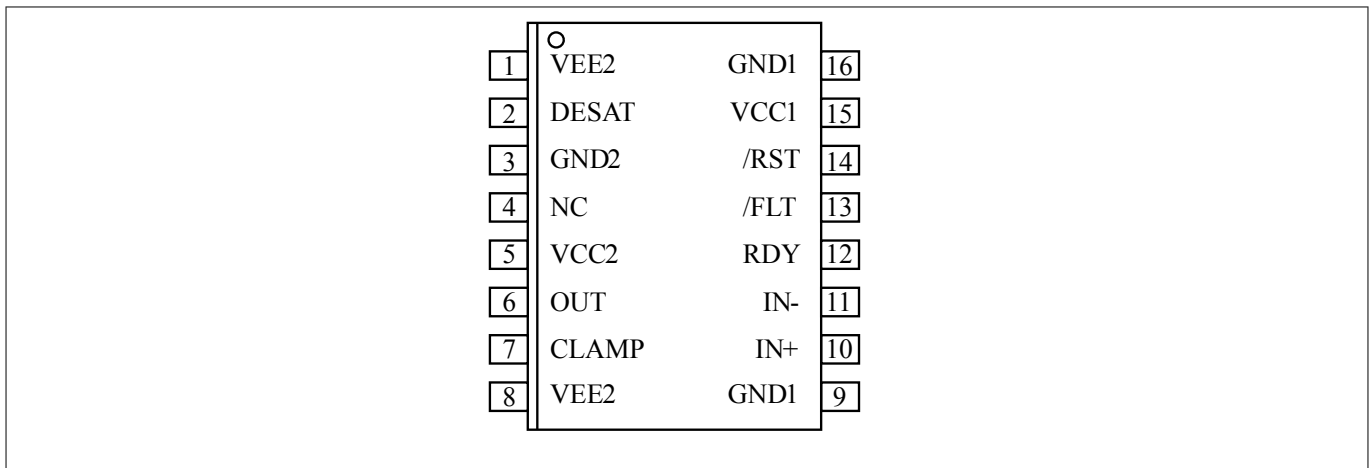 1 VEE2 GND1 16
2 DESAT VCC1 15
3 GND2 /RST 14
4 NC /FLT 13
5 VCC2 RDY 12
6 OUT IN- 11
7 CLAMP IN+ 10
8 VEE2 GND1 9